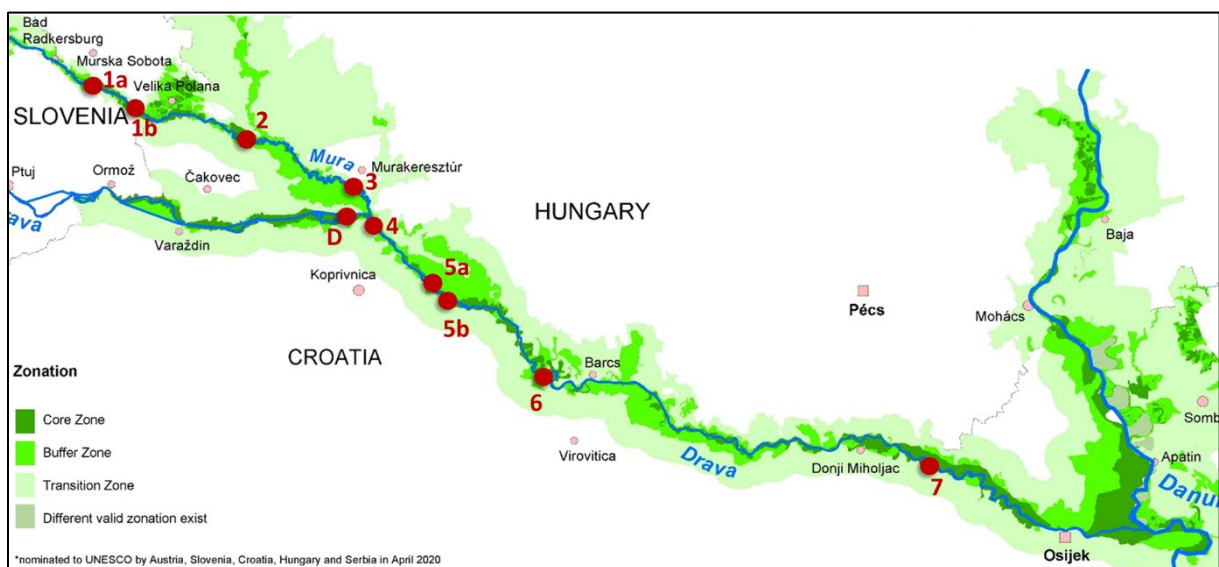 Bad
Radkersburg
Murska Sobota
1a
Velika Polana
SLOVENIA
1b
2
Mura
Murakeresztúr
3
Ptuj
Ormož
Čakovec
HUNGARY
rava
D
4
Varaždin
Baja
Koprivnica
5a
5b
Pécs
Mohács
CROATIA
Zonation
Barcs
6
Core Zone
Somb
Buffer Zone
Virovitica
Drava
Donji Miholjac
7
Apatin
Danu
Transition Zone
Different valid zonation exist
Osijek
*nominated to UNESCO by Austria, Slovenia, Croatia, Hungary and Serbia in April 2020